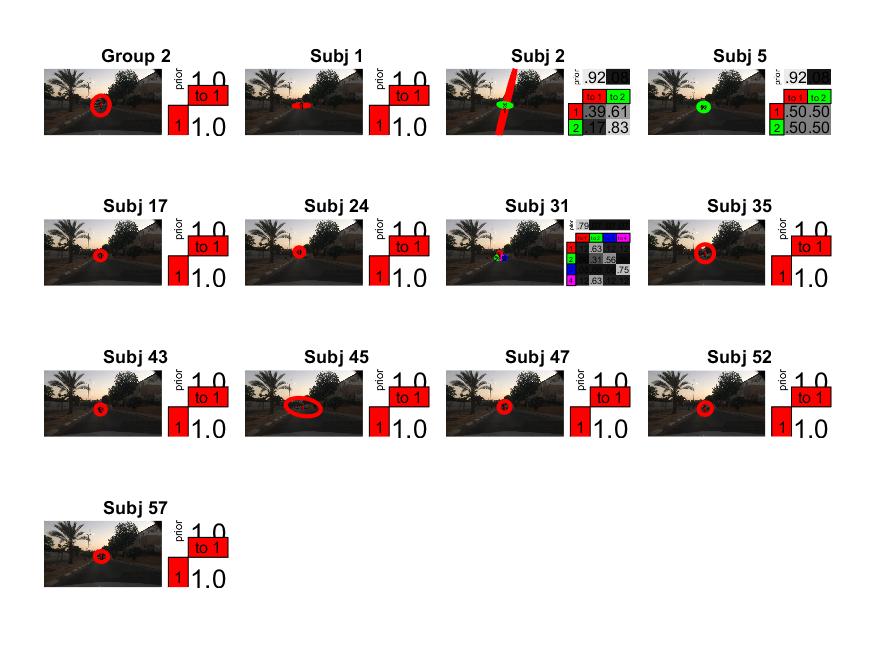 Group 2
prior
1.0
to 1
1
1.0
Subj 1
1.0
to 1
1
1.0
Subj 2
prior
.92 .08
to 1 to 2
1 .39 .61
2 .17 .83
Subj 5
prior
.92 .08
to 1 to 2
1 .50 .50
2 .50 .50
Subj 17
prior
1.0
to 1
1
1.0
Subj 24
prior
1.0
to 1
1
1.0
Subj 31
.79
.63
.31 .56
.75
.63
Subj 35
prior
1.0
to 1
1
1.0
Subj 43
prior
1.0
to 1
1
1.0
Subj 45
prior
1.0
to 1
1
1.0
Subj 47
prior
1.0
to 1
1
1.0
Subj 52
prior
1.0
to 1
1
1.0
Subj 57
prior
1.0
to 1
1
1.0